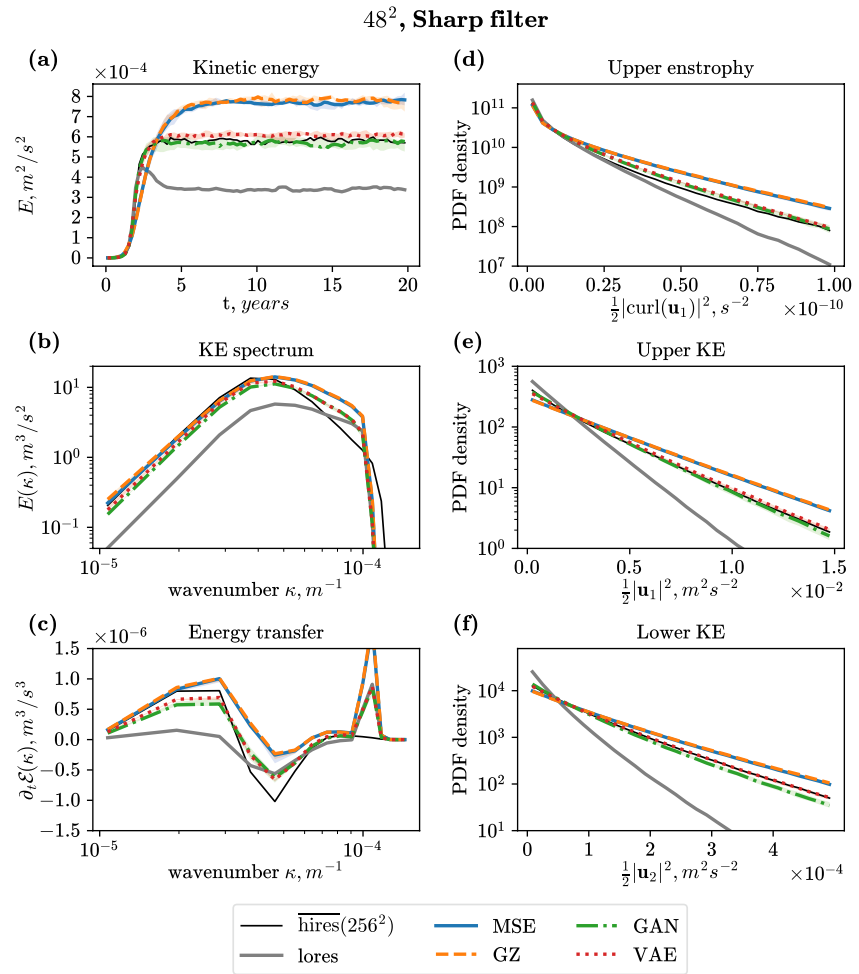 48², Sharp filter
(a)
×10⁻⁴
Kinetic energy
E, m²/s²
8
7
6
5
4
3
2
1
0
0
5
10
15
20
t, years
(d)
Upper enstrophy
PDF density
10¹¹
10¹⁰
10⁹
10⁸
10⁷
0.00
0.25
0.50
0.75
1.00
½|curl(u₁)|², s⁻²
×10⁻¹⁰
(b)
KE spectrum
E(κ), m³/s²
10¹
10⁰
10⁻¹
10⁻⁵
10⁻⁴
wavenumber κ, m⁻¹
(e)
Upper KE
PDF density
10³
10²
10¹
10⁰
0.0
0.5
1.0
1.5
½|u₁|², m²s⁻²
×10⁻²
(c)
×10⁻⁶
Energy transfer
∂ₜℰ(κ), m³/s³
1.5
1.0
0.5
0.0
−0.5
−1.0
−1.5
10⁻⁵
10⁻⁴
wavenumber κ, m⁻¹
(f)
Lower KE
PDF density
10⁴
10³
10²
10¹
0
1
2
3
4
½|u₂|², m²s⁻²
×10⁻⁴
hires(256²)
lores
MSE
GZ
GAN
VAE